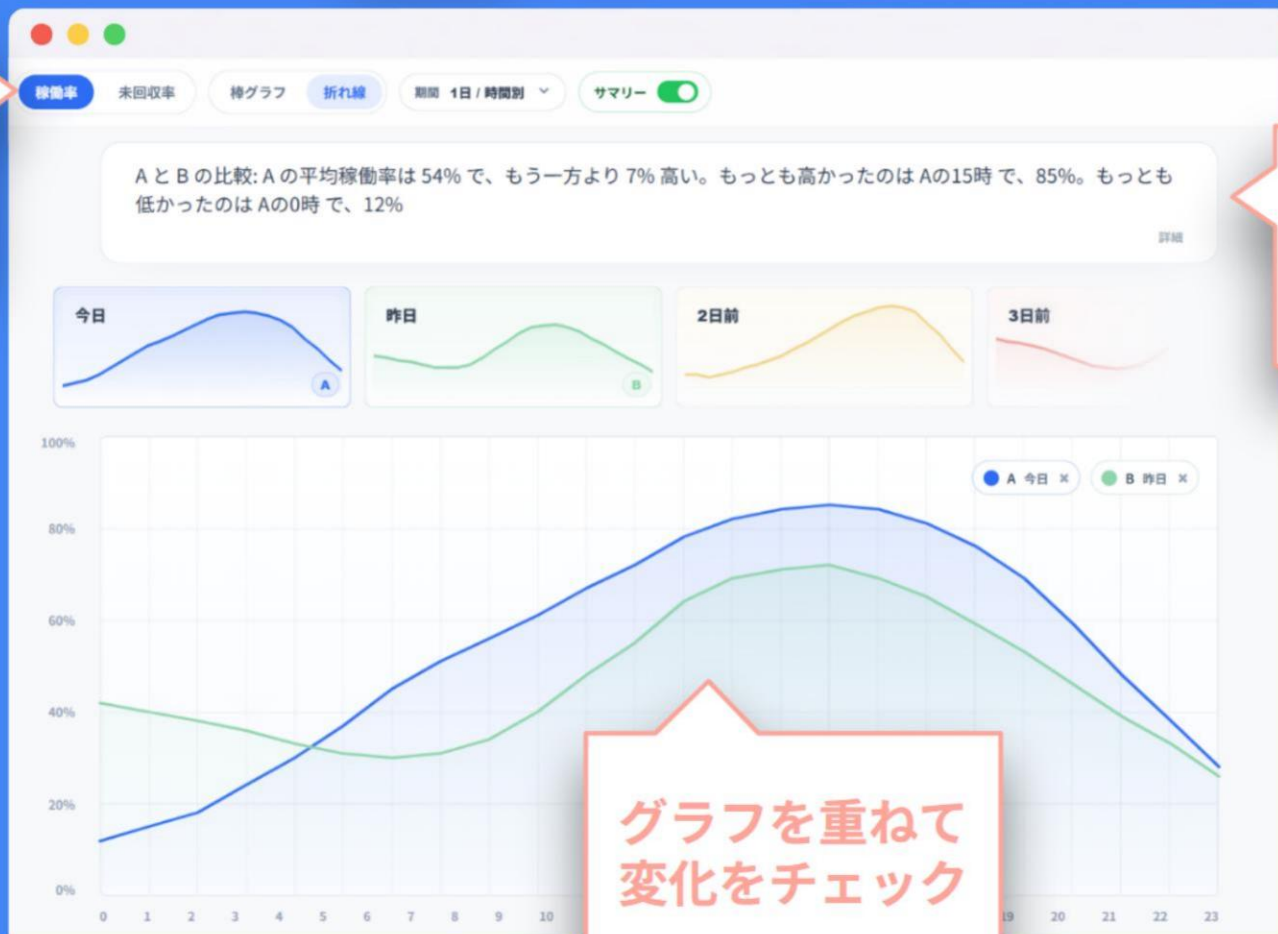 稼働率 未回収率 棒グラフ 折れ線 期間 1日 / 時間別 サマリー
A と B の比較: A の平均稼働率は 54% で、もう一方より 7% 高い。もっとも高かったのは Aの15時 で、85%。もっとも
低かったのは Aの0時 で、12%
詳細
今日 昨日 2日前 3日前
A B
100%
A 今日 × B 昨日 ×
80%
60%
40%
20%
0%
グラフを重ねて
変化をチェック
0 1 2 3 4 5 6 7 8 9 10 19 20 21 22 23